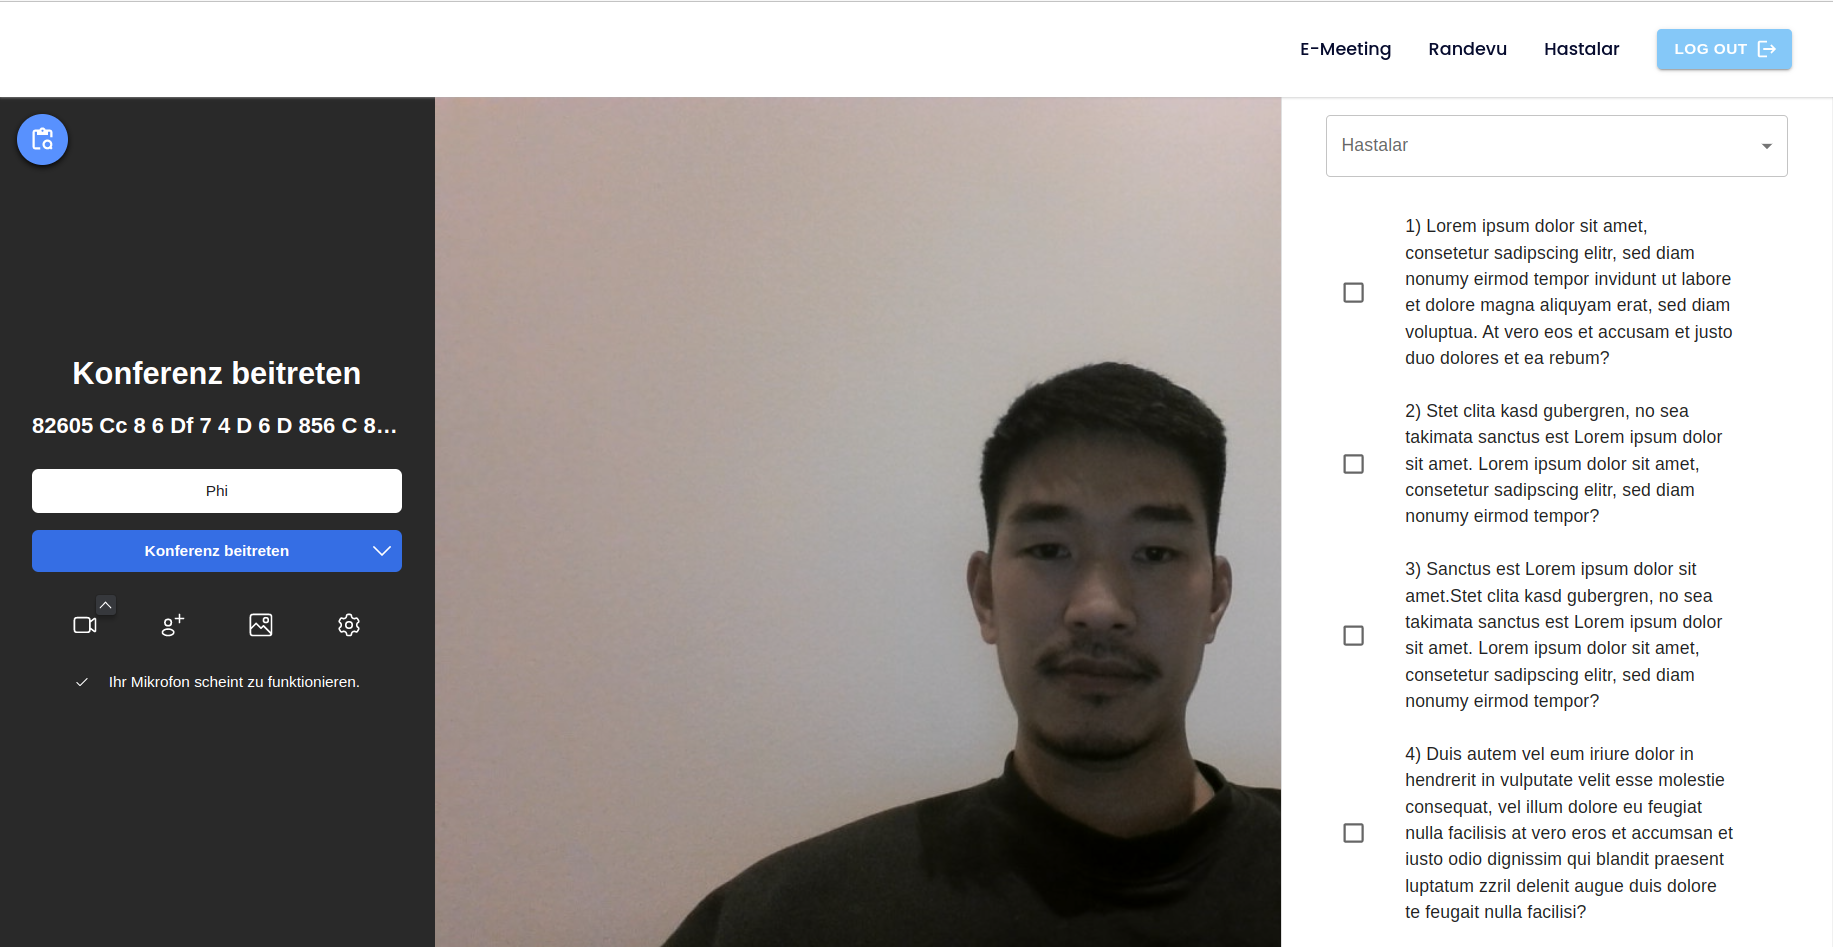 E-Meeting Randevu Hastalar LOG OUT
Konferenz beitreten
82605 Cc 8 6 Df 7 4 D 6 D 856 C 8...
Phi
Konferenz beitreten
Ihr Mikrofon scheint zu funktionieren.
Hastalar
1) Lorem ipsum dolor sit amet,
consetetur sadipscing elitr, sed diam
nonumy eirmod tempor invidunt ut labore
et dolore magna aliquyam erat, sed diam
voluptua. At vero eos et accusam et justo
duo dolores et ea rebum?
2) Stet clita kasd gubergren, no sea
takimata sanctus est Lorem ipsum dolor
sit amet. Lorem ipsum dolor sit amet,
consetetur sadipscing elitr, sed diam
nonumy eirmod tempor?
3) Sanctus est Lorem ipsum dolor sit
amet.Stet clita kasd gubergren, no sea
takimata sanctus est Lorem ipsum dolor
sit amet. Lorem ipsum dolor sit amet,
consetetur sadipscing elitr, sed diam
nonumy eirmod tempor?
4) Duis autem vel eum iriure dolor in
hendrerit in vulputate velit esse molestie
consequat, vel illum dolore eu feugiat
nulla facilisis at vero eros et accumsan et
iusto odio dignissim qui blandit praesent
luptatum zzril delenit augue duis dolore
te feugait nulla facilisi?